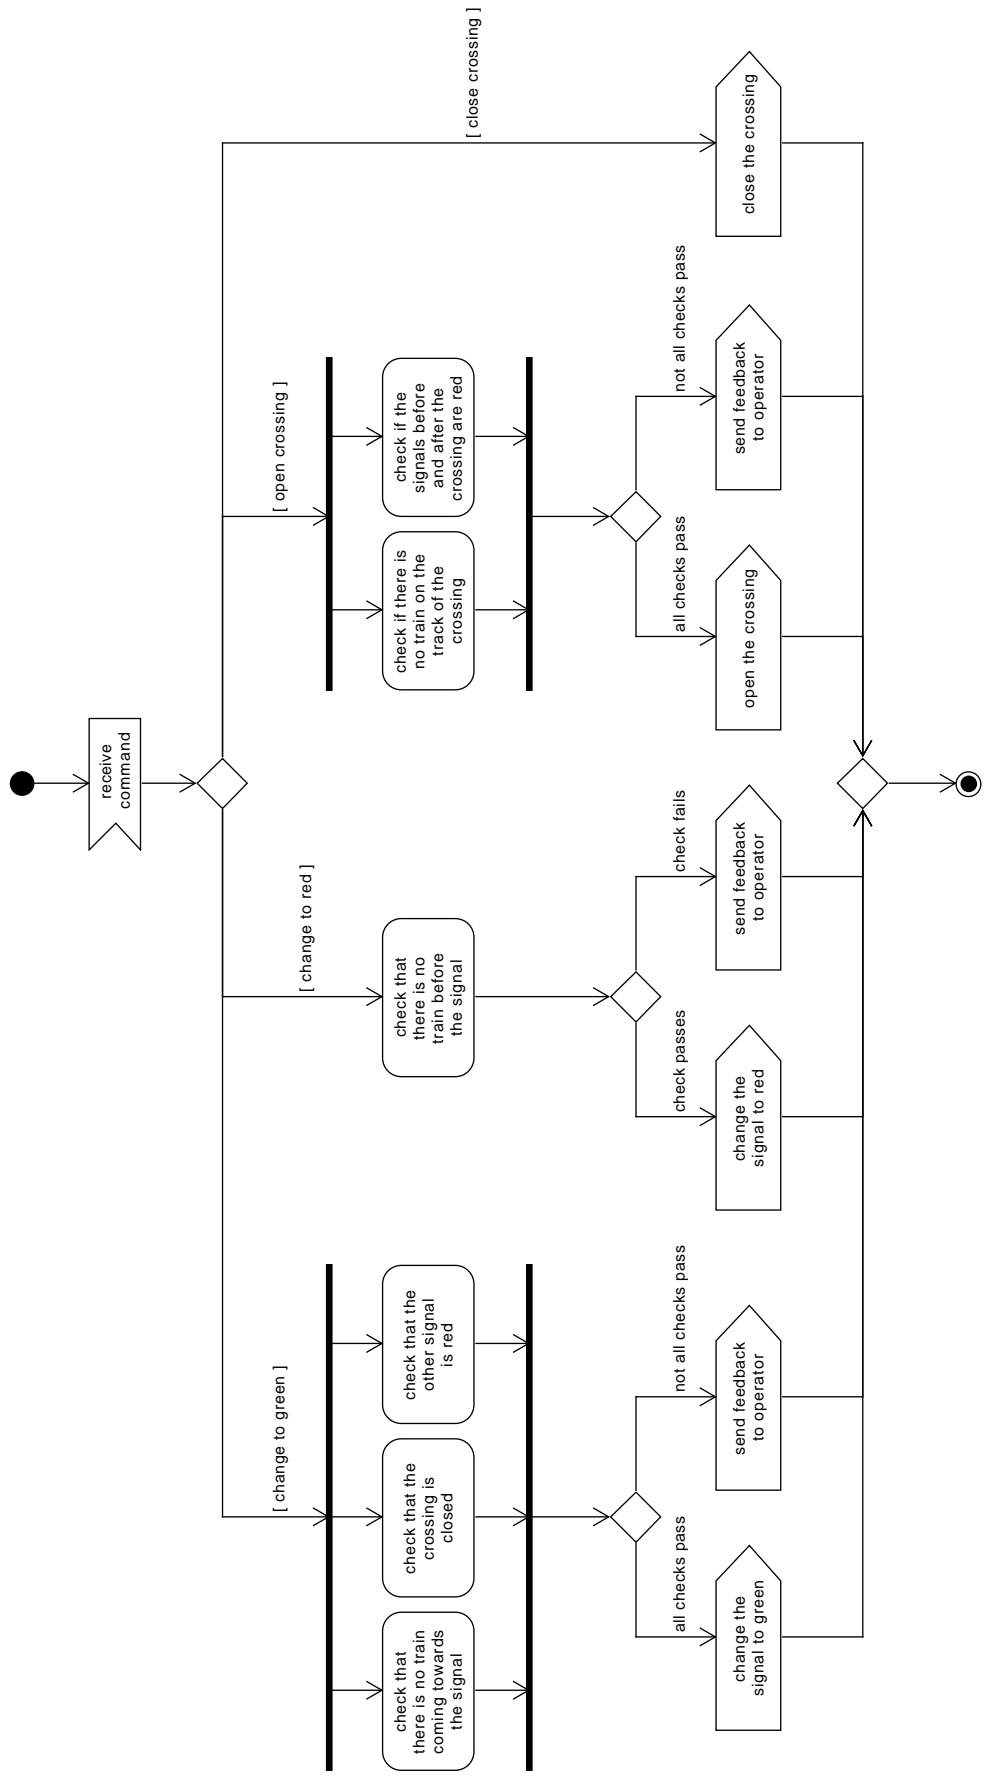 receive
command
[ change to green ]
[ change to red ]
[ open crossing ]
[ close crossing ]
check that
there is no train
coming towards
the signal
check that the
crossing is
closed
check that the
other signal
is red
check that
there is no
train before
the signal
check if there is
no train on the
track of the
crossing
check if the
signals before
and after the
crossing are red
all checks pass
not all checks pass
check passes
check fails
all checks pass
not all checks pass
change the
signal to green
send feedback
to operator
change the
signal to red
send feedback
to operator
open the crossing
send feedback
to operator
close the crossing